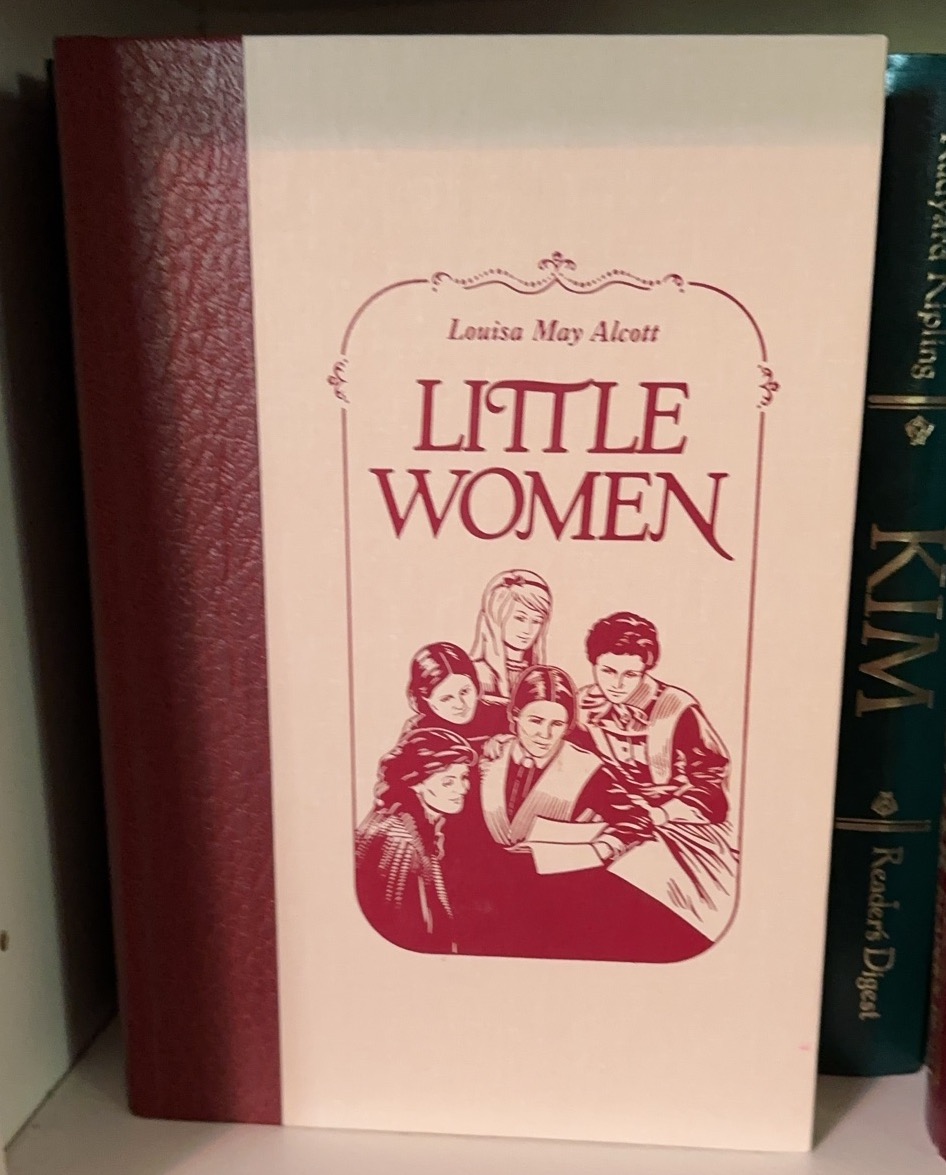 Louisa May Alcott
LITTLE
WOMEN
Rudyard Kipling
KIM
Reader's Digest